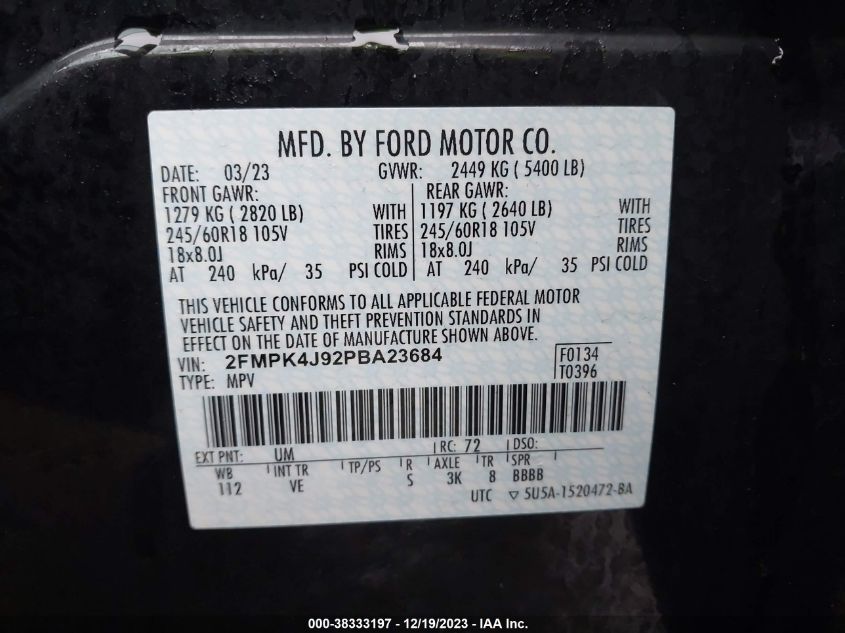 MFD. BY FORD MOTOR CO.
DATE: 03/23 GVWR: 2449 KG ( 5400 LB)
FRONT GAWR: REAR GAWR:
1279 KG ( 2820 LB) WITH 1197 KG ( 2640 LB) WITH
245/60R18 105V TIRES 245/60R18 105V TIRES
18x8.0J RIMS 18x8.0J RIMS
AT 240 kPa/ 35 PSI COLD AT 240 kPa/ 35 PSI COLD
THIS VEHICLE CONFORMS TO ALL APPLICABLE FEDERAL MOTOR
VEHICLE SAFETY AND THEFT PREVENTION STANDARDS IN
EFFECT ON THE DATE OF MANUFACTURE SHOWN ABOVE.
VIN: 2FMPK4J92PBA23684 F0134
TYPE: MPV T0396
EXT PNT: UM RC: 72 DSO:
WB INT TR TP/PS R AXLE TR SPR
112 VE S 3K 8 BBBB
UTC ▽ 5U5A-1520472-BA
000-38333197 - 12/19/2023 - IAA Inc.